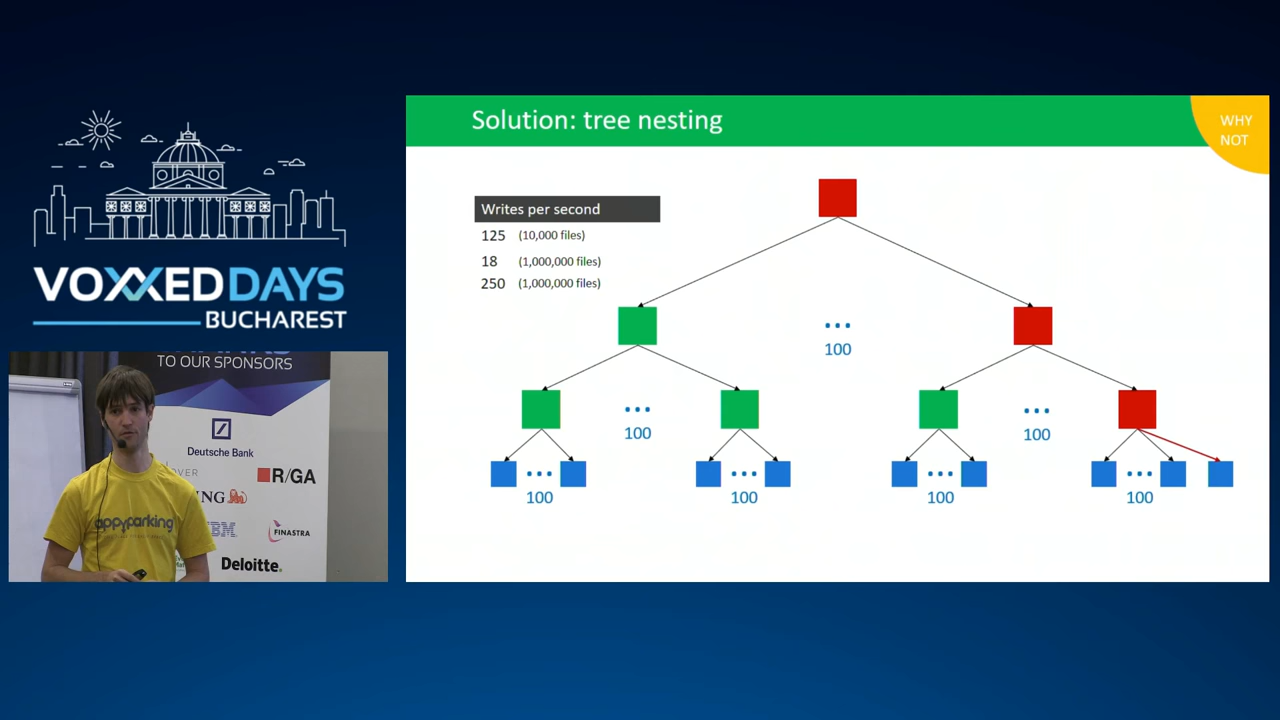 VOXXED DAYS
BUCHAREST
TO OUR SPONSORS
Deutsche Bank
R/GA
ING
IBM
FINASTRA
Deloitte.
appyparking
Solution: tree nesting
WHY
NOT
Writes per second
125 (10,000 files)
18 (1,000,000 files)
250 (1,000,000 files)
100
100
100
100
100
100
100